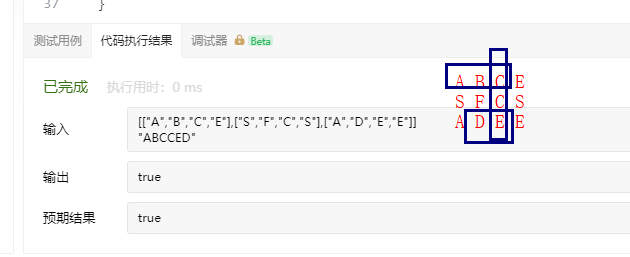 37 }
测试用例 代码执行结果 调试器 Beta
已完成 执行用时：0 ms
A B C E
S F C S
A D E E
输入 [["A","B","C","E"],["S","F","C","S"],["A","D","E","E"]]
"ABCCED"
输出 true
预期结果 true